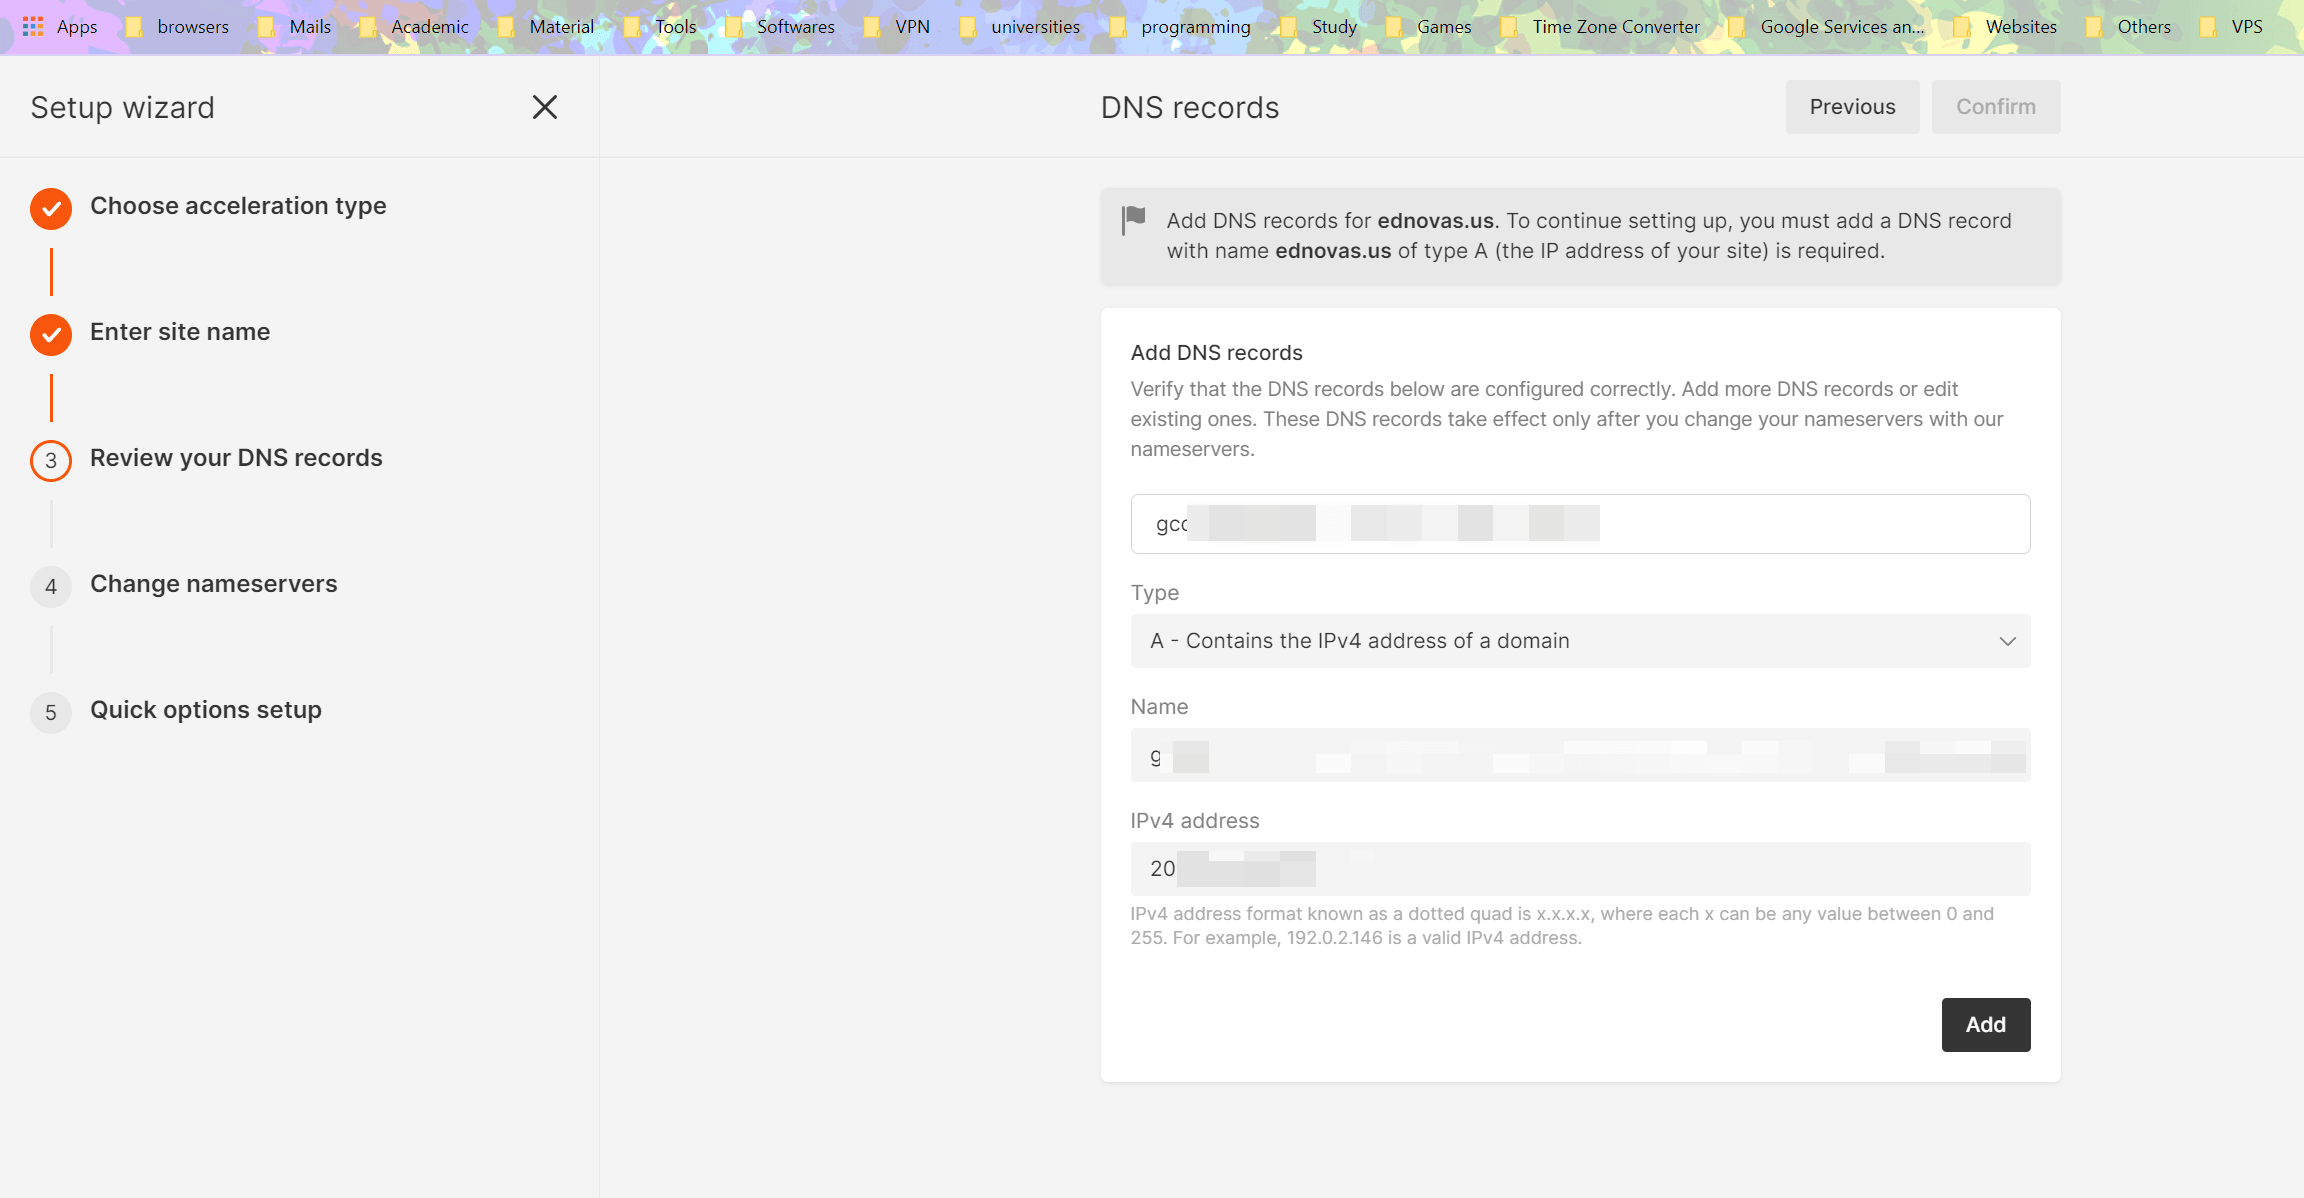 Apps browsers Mails Academic Material Tools Softwares VPN universities programming Study Games Time Zone Converter Google Services an... Websites Others VPS
Setup wizard
DNS records
Previous
Confirm
Choose acceleration type
Enter site name
3 Review your DNS records
4 Change nameservers
5 Quick options setup
Add DNS records for ednovas.us. To continue setting up, you must add a DNS record
with name ednovas.us of type A (the IP address of your site) is required.
Add DNS records
Verify that the DNS records below are configured correctly. Add more DNS records or edit
existing ones. These DNS records take effect only after you change your nameservers with our
nameservers.
Type
A - Contains the IPv4 address of a domain
Name
g
IPv4 address
20
IPv4 address format known as a dotted quad is x.x.x.x, where each x can be any value between 0 and
255. For example, 192.0.2.146 is a valid IPv4 address.
Add